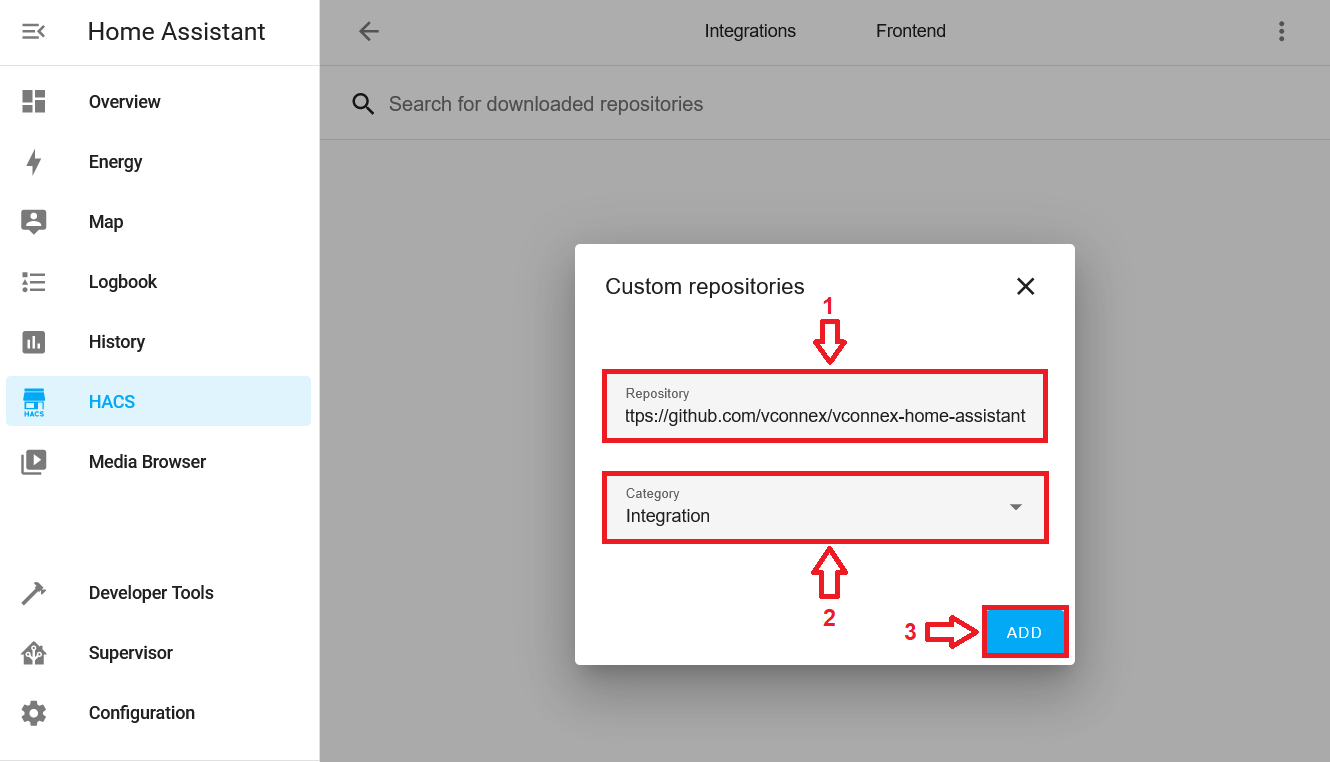 Home Assistant
Integrations
Frontend
Search for downloaded repositories
Overview
Energy
Map
Logbook
History
HACS
HACS
Media Browser
Developer Tools
Supervisor
Configuration
Custom repositories
1
Repository
ttps://github.com/vconnex/vconnex-home-assistant
Category
Integration
2
3
ADD